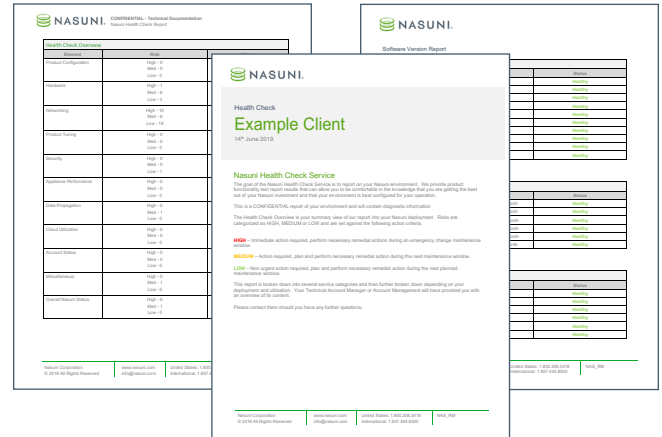 NASUNI.
CONFIDENTIAL - Technical Documentation
Nasuni Health Check Report
Health Check Overview
Element
Risk
Product Configuration
High - 0
Med - 0
Low - 0
Hardware
High - 1
Med - 6
Networking
Product Tuning
High - 0
Med - 0
Low - 0
Security
High - 0
Med - 0
Appliance Performance
High - 0
Med - 0
Low - 0
Data Propagation
High - 0
Med - 1
Low - 0
Cloud Utilization
High - 0
Med - 0
Low - 0
Account Status
High - 0
Med - 0
Low - 0
Miscellaneous
High - 0
Med - 1
Low - 0
Overall Nasuni Status
High - 0
Med - 1
Low - 0
Nasuni Corporation
© 2019 All Rights Reserved
www.nasuni.com
info@nasuni.com
NASUNI.
Health Check
Example Client
14th June 2019
Nasuni Health Check Service
The goal of the Nasuni Health Check Service is to report on your Nasuni environment. We provide product
functionality test report results that can allow you to be comfortable in the knowledge that you are getting the best
out of your Nasuni investment and that your environment is best configured for your operation
This is a CONFIDENTIAL report of your environment and will contain diagnostic information
The Health Check Overview is your summary view of our report into your Nasuni deployment. Risks are
categorized as HIGH, MEDIUM or LOW and are set against the following action criteria.
HIGH – Immediate action required, perform necessary remedial actions during an emergency change maintenance
window.
MEDIUM – Action required, plan and perform necessary remedial action during the next maintenance window.
LOW – Non urgent action required, plan and perform necessary remedial action during the next planned
maintenance window.
This report is broken down into several service categories and then further broken down depending on your
deployment and utilization. Your Technical Account Manager or Account Management will have provided you with
an overview of its content.
Please contact them should you have any further questions.
Nasuni Corporation
© 2019 All Rights Reserved
www.nasuni.com
info@nasuni.com
United States: 1.800.208.3418
International: 1.857.444.8500
NAS_RM
NASUNI.
Software Version Report
Status
Healthy
Healthy
Healthy
Healthy
Healthy
Healthy
Healthy
Healthy
Healthy
Status
Healthy
Healthy
Healthy
Healthy
Healthy
Status
Healthy
Healthy
Healthy
Healthy
Healthy
Healthy
United States: 1.800.208.3418
International: 1.857.444.8500
NAS_RM